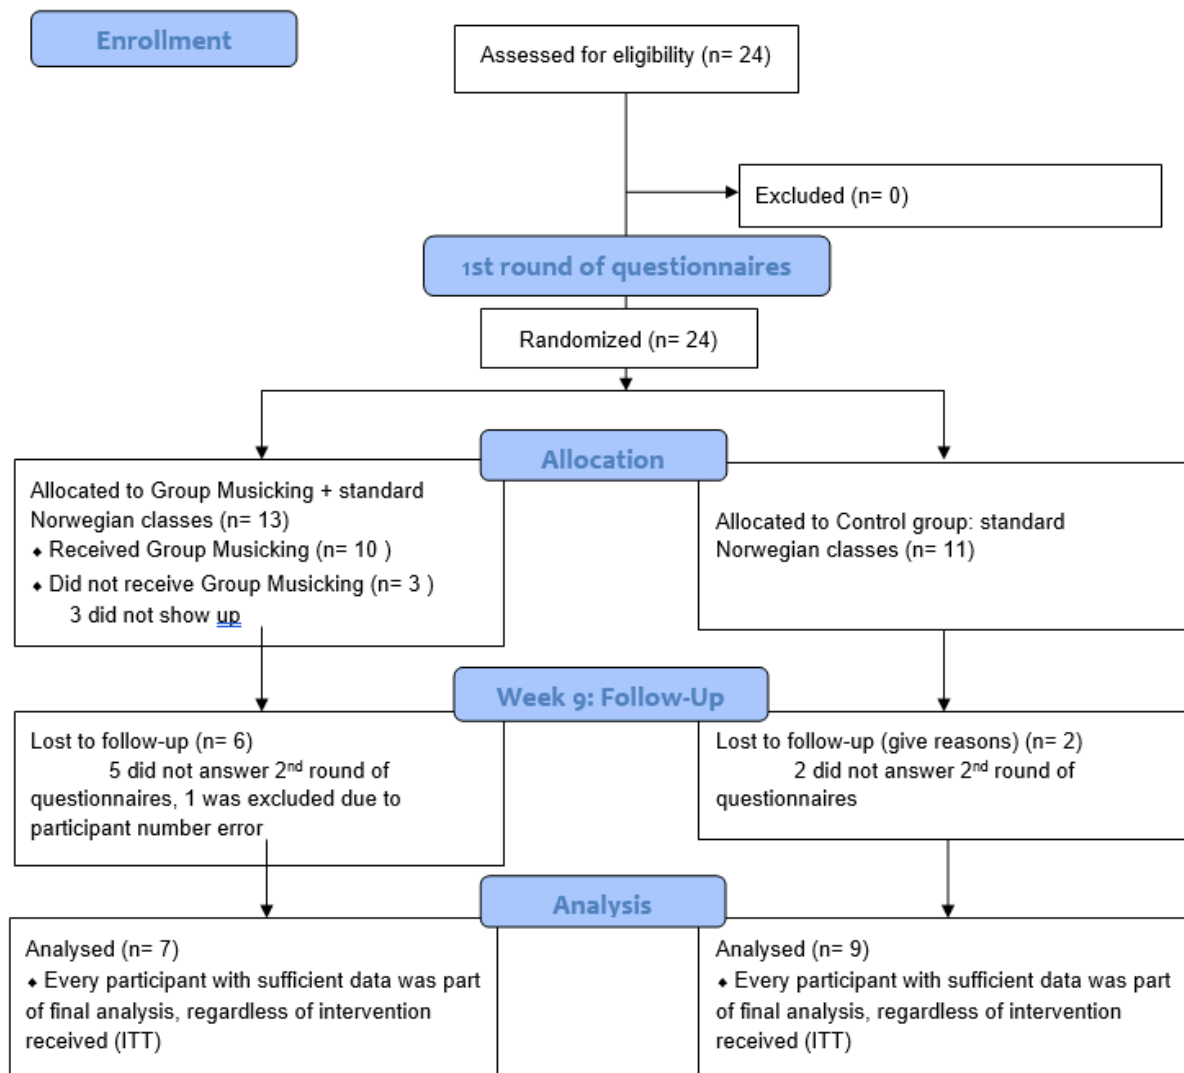 Enrollment
Assessed for eligibility (n= 24)
Excluded (n= 0)
1st round of questionnaires
Randomized (n= 24)
Allocation
Allocated to Group Musicking + standard
Norwegian classes (n= 13)
⬥ Received Group Musicking (n= 10 )
⬥ Did not receive Group Musicking (n= 3 )
3 did not show up
Allocated to Control group: standard
Norwegian classes (n= 11)
Week 9: Follow-Up
Lost to follow-up (n= 6)
5 did not answer 2nd round of
questionnaires, 1 was excluded due to
participant number error
Lost to follow-up (give reasons) (n= 2)
2 did not answer 2nd round of
questionnaires
Analysis
Analysed (n= 7)
⬥ Every participant with sufficient data was part
of final analysis, regardless of intervention
received (ITT)
Analysed (n= 9)
⬥ Every participant with sufficient data was part
of final analysis, regardless of intervention
received (ITT)